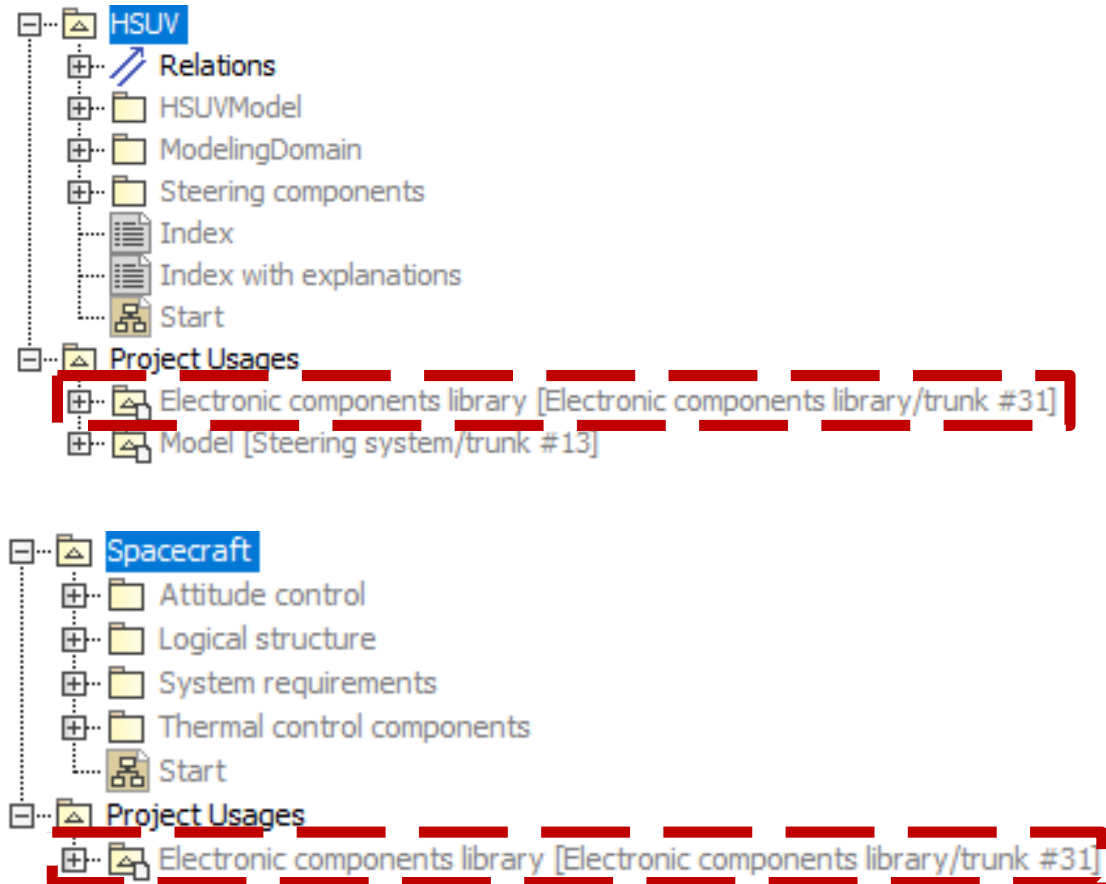 HSUV
Relations
HSUVModel
ModelingDomain
Steering components
Index
Index with explanations
Start
Project Usages
Electronic components library [Electronic components library/trunk #31]
Model [Steering system/trunk #13]
Spacecraft
Attitude control
Logical structure
System requirements
Thermal control components
Start
Project Usages
Electronic components library [Electronic components library/trunk #31]